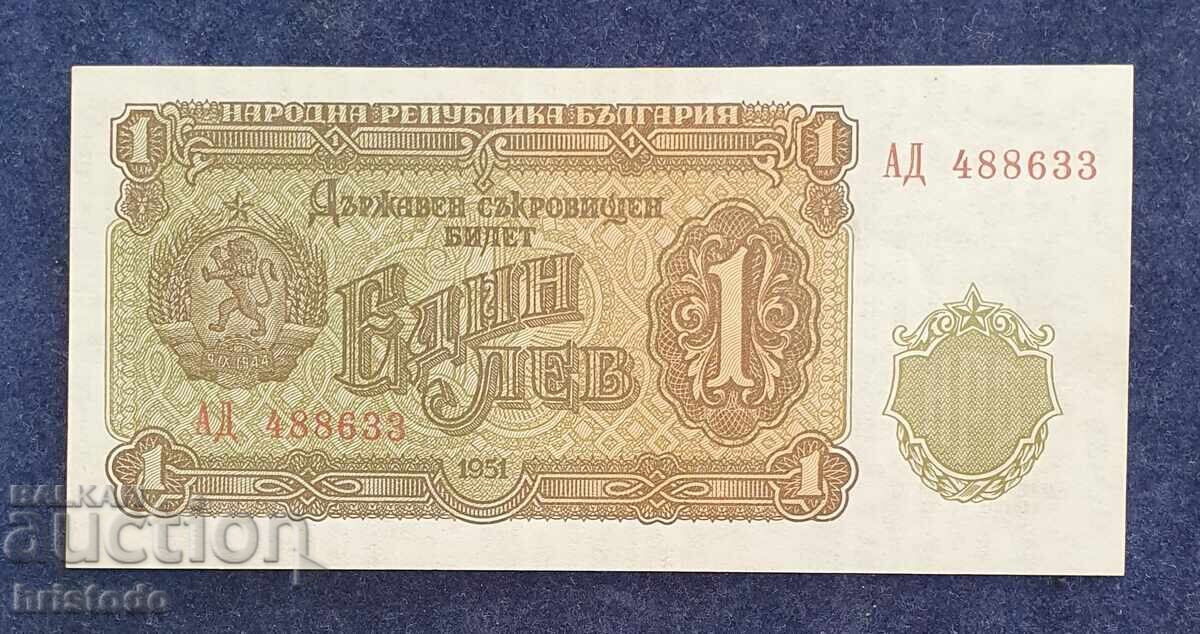 НАРОДНА РЕПУБЛИКА БЪЛГАРИЯ
1 1
АД 488633
ДЪРЖАВЕН СЪКРОВИЩЕН
БИЛЕТ
ЕДИН
ЛЕВ
1
9.IX.1944
АД 488633
1951
1 1
BALKAN
auction
hristodo